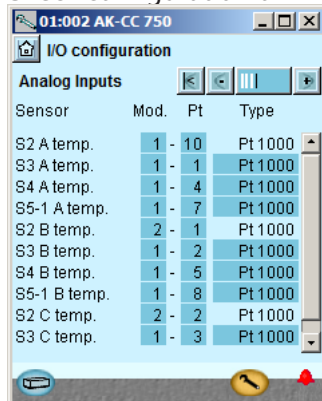 01:002 AK-CC 750
I/O configuration
Analog Inputs
Sensor Mod. Pt Type
S2 A temp. 1 - 10 Pt 1000
S3 A temp. 1 - 1 Pt 1000
S4 A temp. 1 - 4 Pt 1000
S5-1 A temp. 1 - 7 Pt 1000
S2 B temp. 2 - 1 Pt 1000
S3 B temp. 1 - 2 Pt 1000
S4 B temp. 1 - 5 Pt 1000
S5-1 B temp. 1 - 8 Pt 1000
S2 C temp. 2 - 2 Pt 1000
S3 C temp. 1 - 3 Pt 1000